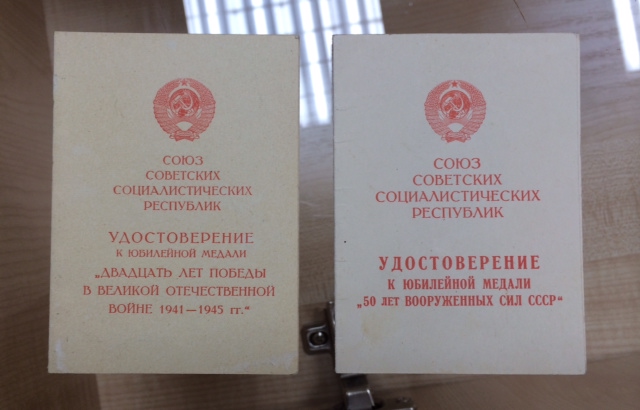 СОЮЗ
СОВЕТСКИХ
СОЦИАЛИСТИЧЕСКИХ
РЕСПУБЛИК
УДОСТОВЕРЕНИЕ
К ЮБИЛЕЙНОЙ МЕДАЛИ
„ДВАДЦАТЬ ЛЕТ ПОБЕДЫ
В ВЕЛИКОЙ ОТЕЧЕСТВЕННОЙ
ВОЙНЕ 1941—1945 гг."
СОЮЗ
СОВЕТСКИХ
СОЦИАЛИСТИЧЕСКИХ
РЕСПУБЛИК
УДОСТОВЕРЕНИЕ
К ЮБИЛЕЙНОЙ МЕДАЛИ
„50 ЛЕТ ВООРУЖЕННЫХ СИЛ СССР"